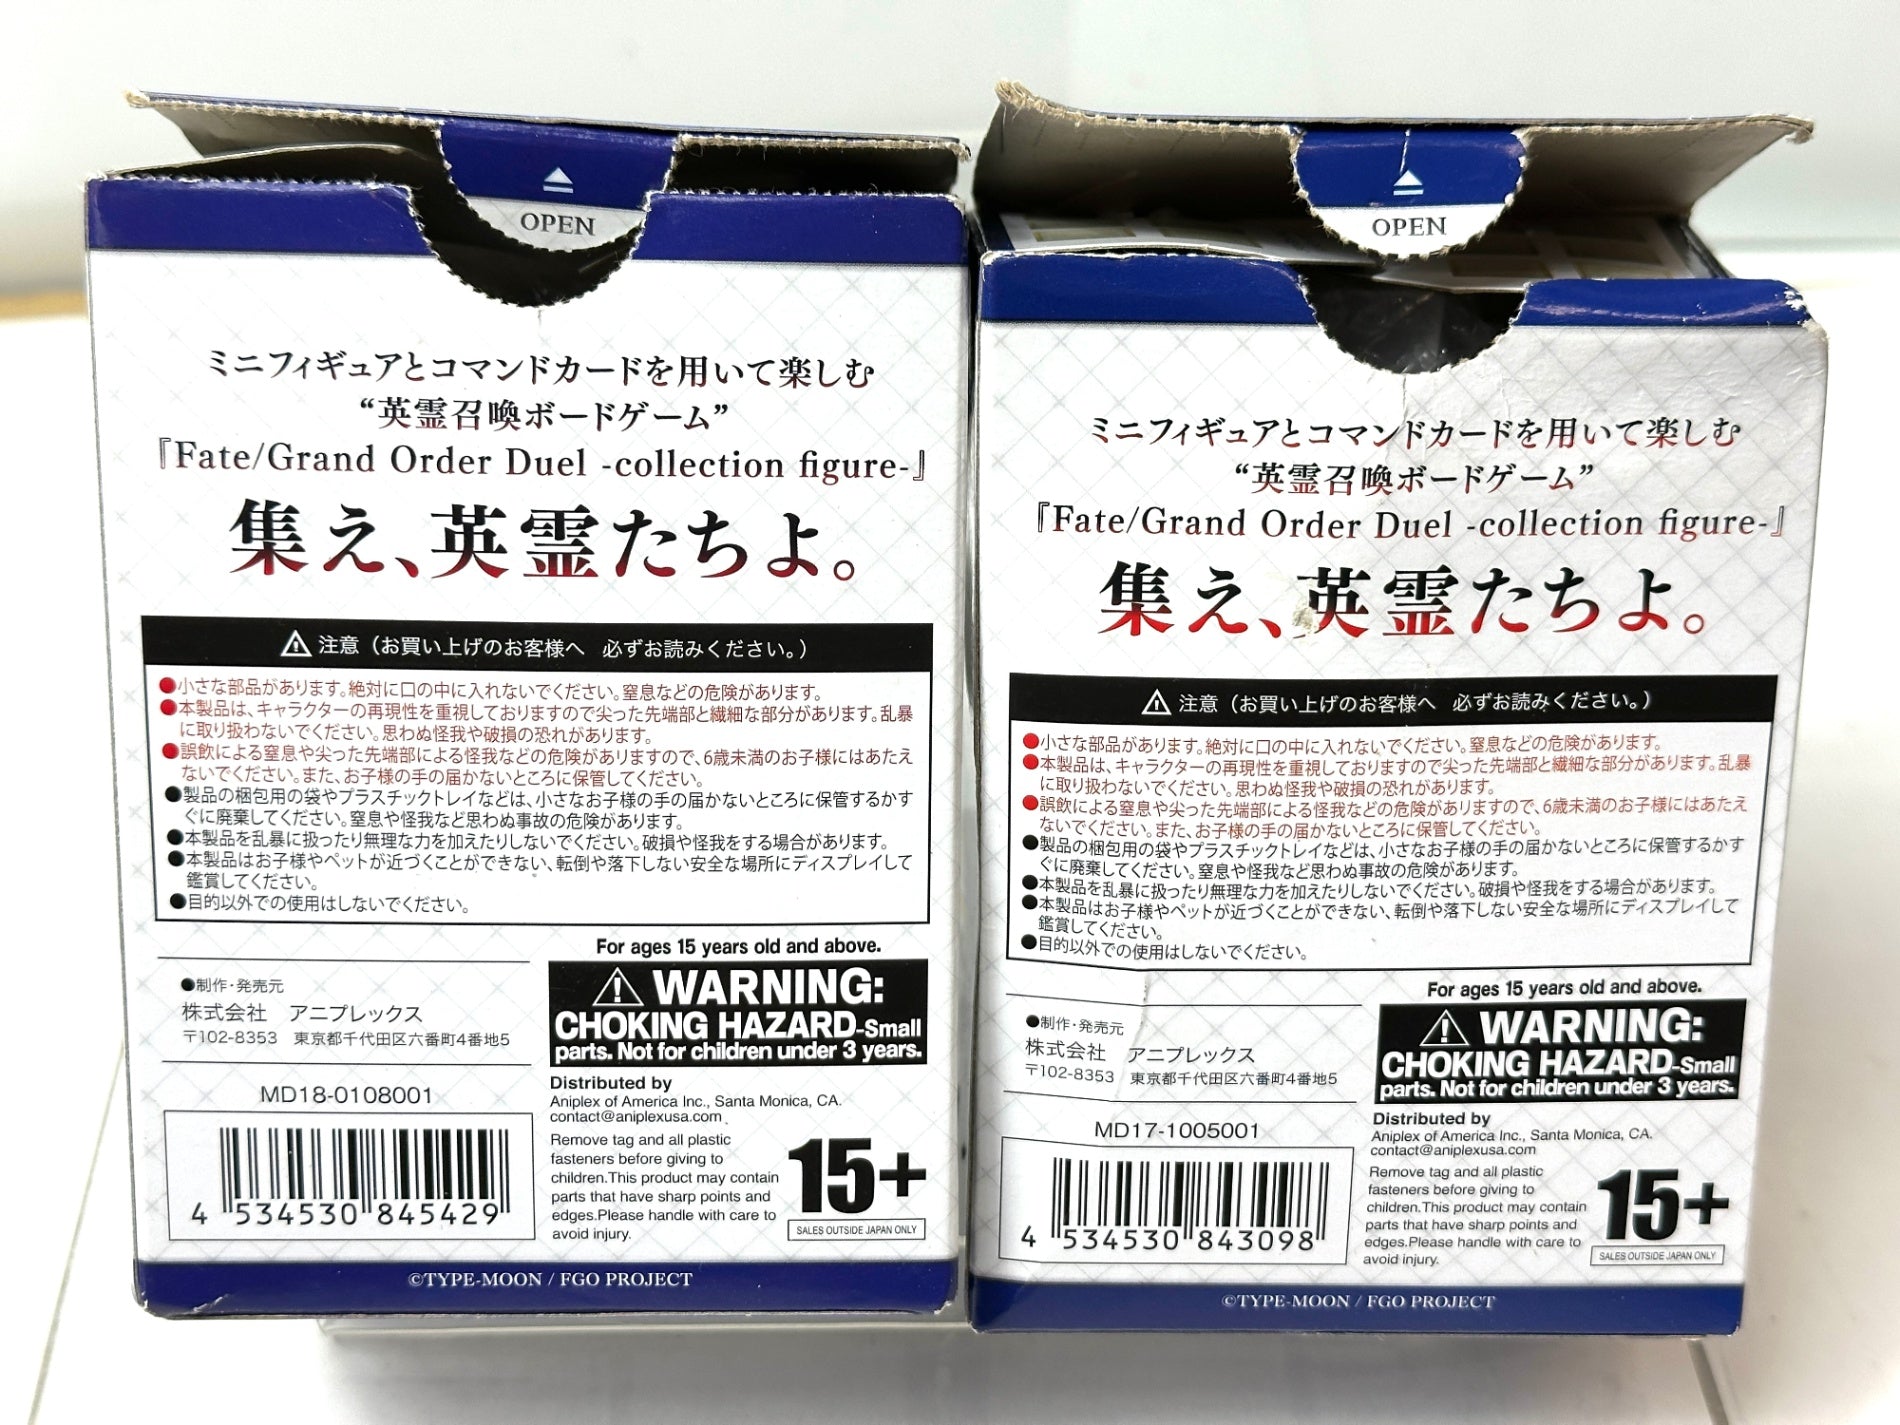 OPEN
ミニフィギュアとコマンドカードを用いて楽しむ
“英霊召喚ボードゲーム”
『Fate/Grand Order Duel -collection figure-』
集え、英霊たちよ。
⚠ 注意（お買い上げのお客様へ 必ずお読みください。）
●小さな部品があります。絶対に口の中に入れないでください。窒息などの危険があります。
●本製品は、キャラクターの再現性を重視しておりますので尖った先端部と繊細な部分があります。乱暴
に取り扱わないでください。思わぬ怪我や破損の恐れがあります。
●誤飲による窒息や尖った先端部による怪我などの危険がありますので、6歳未満のお子様にはあたえ
ないでください。また、お子様の手の届かないところに保管してください。
●製品の梱包用の袋やプラスチックトレイなどは、小さなお子様の手の届かないところに保管するかす
ぐに廃棄してください。窒息や怪我など思わぬ事故の危険があります。
●本製品を乱暴に扱ったり無理な力を加えたりしないでください。破損や怪我をする場合があります。
●本製品はお子様やペットが近づくことができない、転倒や落下しない安全な場所にディスプレイして
鑑賞してください。
●目的以外での使用はしないでください。
●制作・発売元
株式会社 アニプレックス
〒102-8353 東京都千代田区六番町4番地5
MD18-0108001
4 534530 845429
For ages 15 years old and above.
⚠ WARNING:
CHOKING HAZARD-Small
parts. Not for children under 3 years.
Distributed by
Aniplex of America Inc., Santa Monica, CA.
contact@aniplexusa.com
Remove tag and all plastic
fasteners before giving to
children.This product may contain
parts that have sharp points and
edges.Please handle with care to
avoid injury.
15+
SALES OUTSIDE JAPAN ONLY
©TYPE-MOON / FGO PROJECT
OPEN
ミニフィギュアとコマンドカードを用いて楽しむ
“英霊召喚ボードゲーム”
『Fate/Grand Order Duel -collection figure-』
集え、英霊たちよ。
⚠ 注意（お買い上げのお客様へ 必ずお読みください。）
●小さな部品があります。絶対に口の中に入れないでください。窒息などの危険があります。
●本製品は、キャラクターの再現性を重視しておりますので尖った先端部と繊細な部分があります。乱暴
に取り扱わないでください。思わぬ怪我や破損の恐れがあります。
●誤飲による窒息や尖った先端部による怪我などの危険がありますので、6歳未満のお子様にはあたえ
ないでください。また、お子様の手の届かないところに保管してください。
●製品の梱包用の袋やプラスチックトレイなどは、小さなお子様の手の届かないところに保管するかす
ぐに廃棄してください。窒息や怪我など思わぬ事故の危険があります。
●本製品を乱暴に扱ったり無理な力を加えたりしないでください。破損や怪我をする場合があります。
●本製品はお子様やペットが近づくことができない、転倒や落下しない安全な場所にディスプレイして
鑑賞してください。
●目的以外での使用はしないでください。
●制作・発売元
株式会社 アニプレックス
〒102-8353 東京都千代田区六番町4番地5
MD17-1005001
4 534530 843098
For ages 15 years old and above.
⚠ WARNING:
CHOKING HAZARD-Small
parts. Not for children under 3 years.
Distributed by
Aniplex of America Inc., Santa Monica, CA.
contact@aniplexusa.com
Remove tag and all plastic
fasteners before giving to
children.This product may contain
parts that have sharp points and
edges.Please handle with care to
avoid injury.
15+
SALES OUTSIDE JAPAN ONLY
©TYPE-MOON / FGO PROJECT